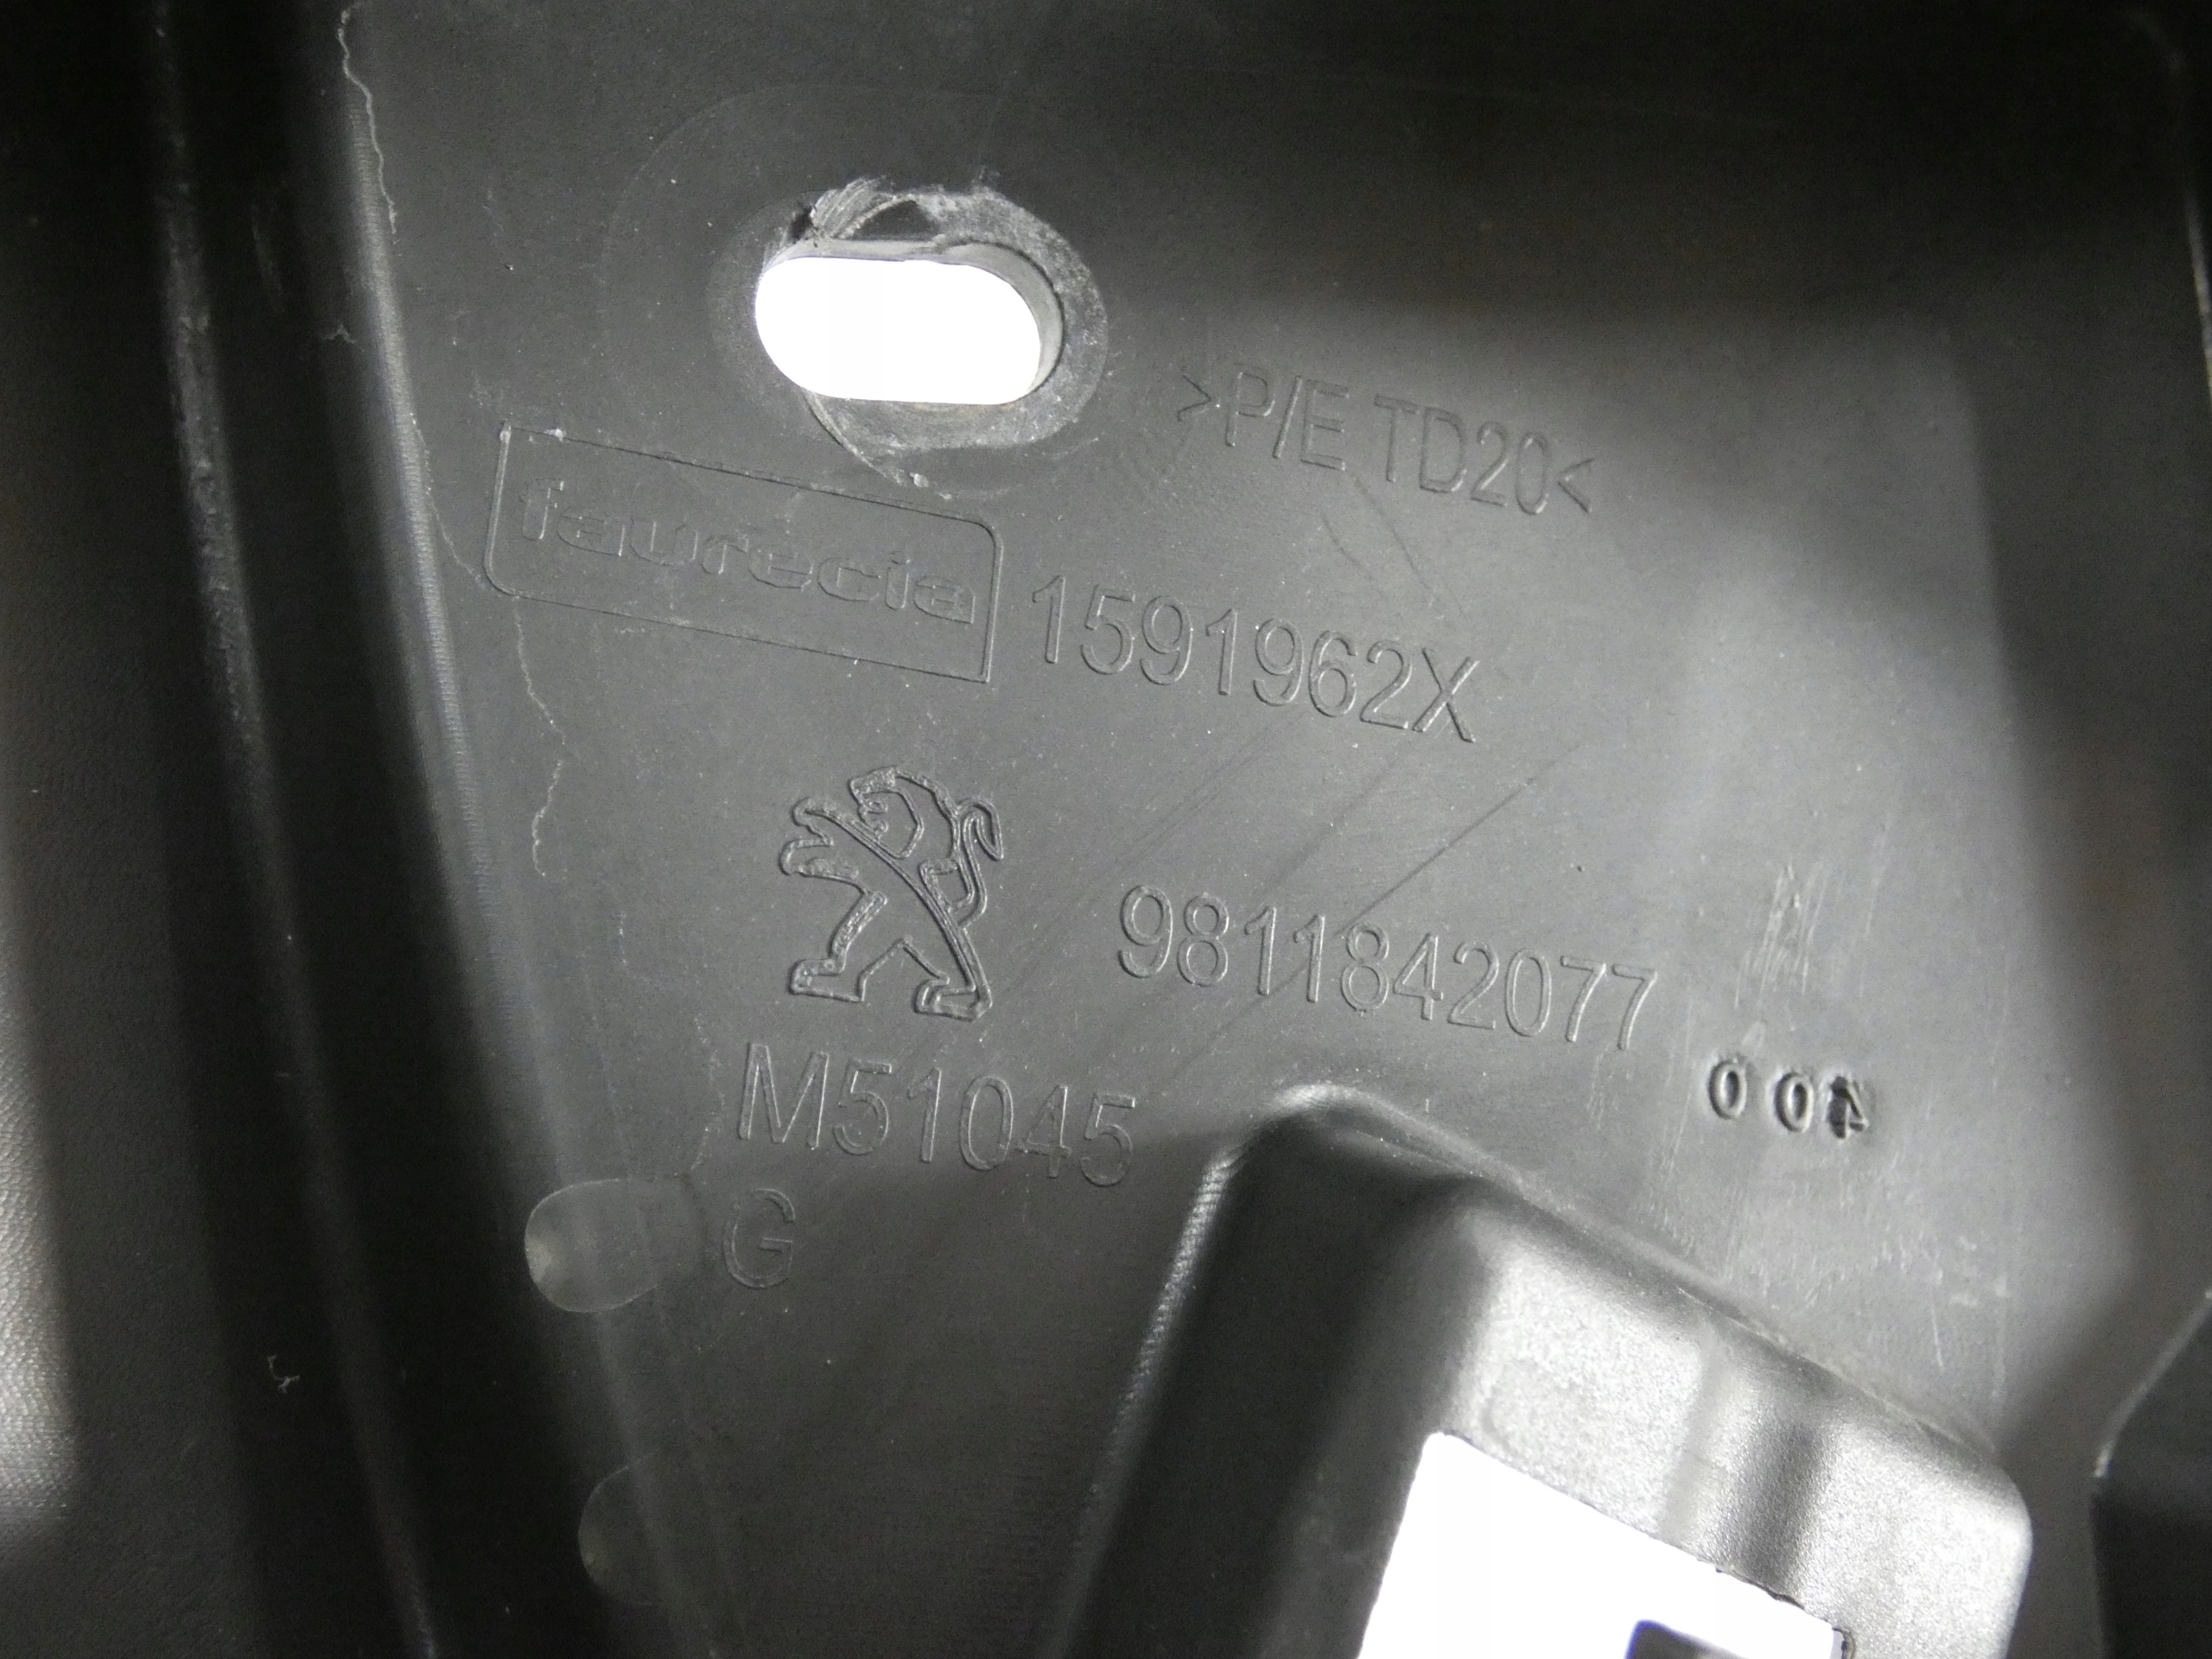 >P/E TD20<
faurecia
1591962X
9811842077
M51045
G